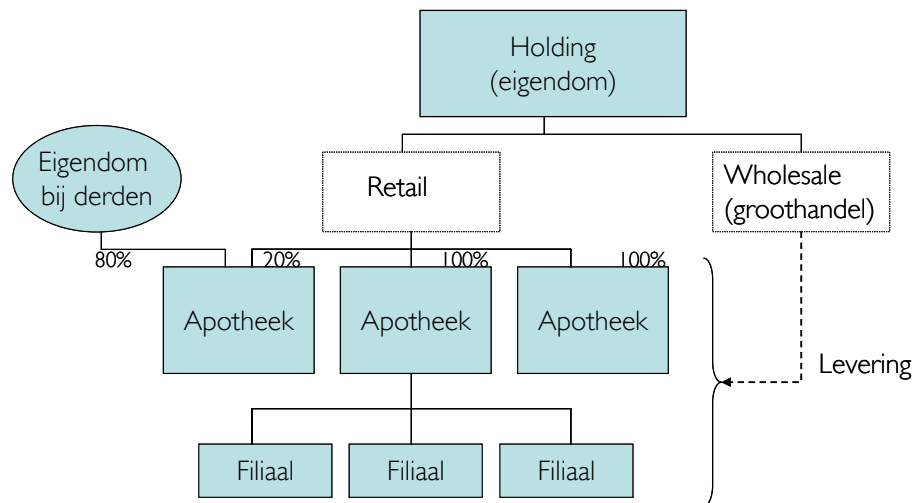 Holding
(eigendom)
Eigendom
bij derden
Retail
Wholesale
(groothandel)
80%
20%
100%
100%
Apotheek
Apotheek
Apotheek
Levering
Filiaal
Filiaal
Filiaal